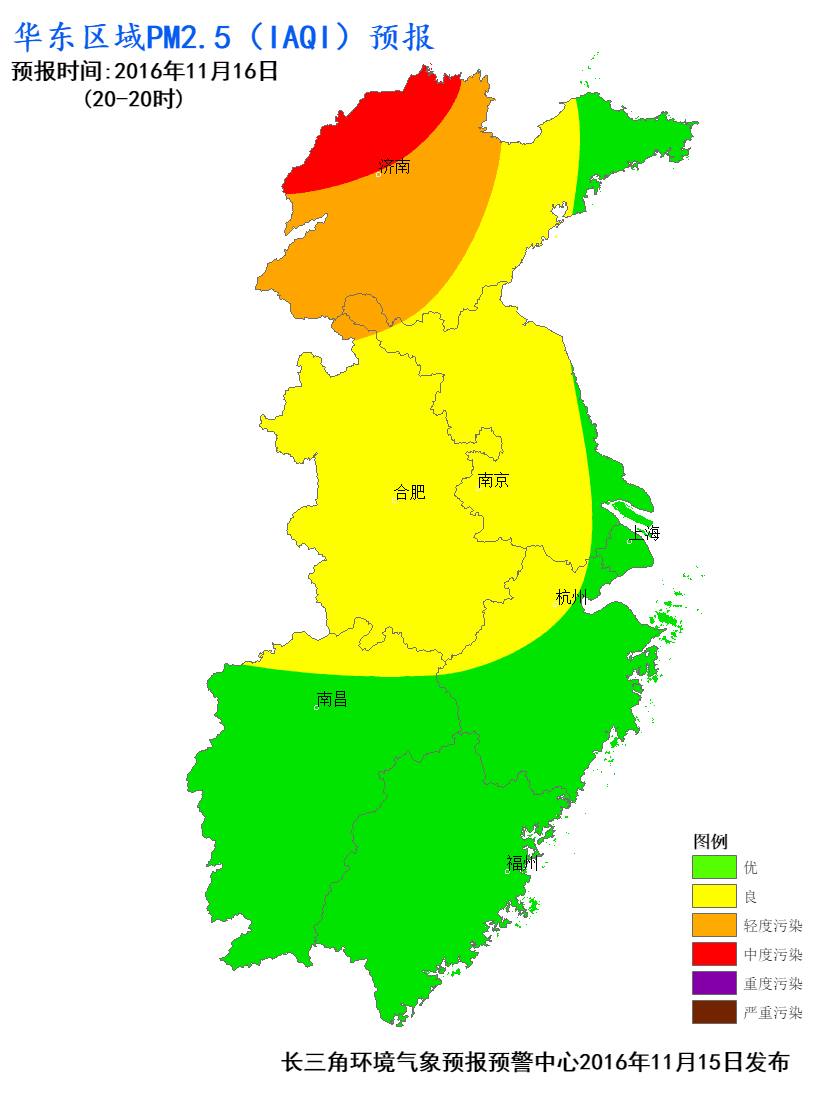 华东区域PM2.5（IAQI）预报
预报时间:2016年11月16日
(20-20时)
济南
南京
合肥
上海
杭州
南昌
福州
图例
优
良
轻度污染
中度污染
重度污染
严重污染
长三角环境气象预报预警中心2016年11月15日发布